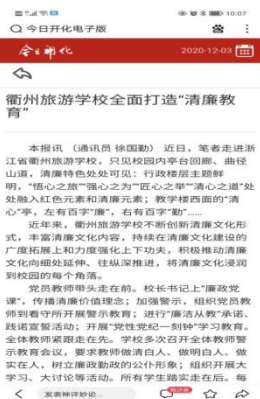 10:07
今日开化电子版
今日开化
2020-12-03
衢州旅游学校全面打造“清廉教
育”
本报讯 （通讯员 徐国勤） 近日，笔者走进浙
江省衢州旅游学校，只见校园内亭台回廊、曲径
山道，清廉特色处处可见：行政楼层主题鲜
明，“悟心之旅”“强心之为”“匠心之举”“清心之道”处
处融入红色元素和清廉元素；教学楼西面的“清
心”亭，左有百字“廉”，右有百字“勤”……
近年来，衢州旅游学校不断创新清廉文化形
式，丰富清廉文化内容，持续在清廉文化建设的
广度拓展上和力度强化上下功夫，积极推动清廉
文化向细处延伸、往纵深推进，将清廉文化浸润
到校园的每个角落。
党员教师带头走在前。校长书记上“廉政党
课”，传播清廉价值理念；加强警示，组织党员教
师到看守所开展警示教育；进行“廉洁从教”承诺、
践诺宣誓活动；开展“党性党纪一刻钟”学习教育。
全体教师紧跟走在先。学校多次召开全体教师警
示教育会议，要求教师做清白人、做明白人、做
实在人，树立廉政勤政的公仆形象；组织开展大
学习、大讨论等活动。所有学生踏实走在后。每
发表神评妙论...
抢沙发